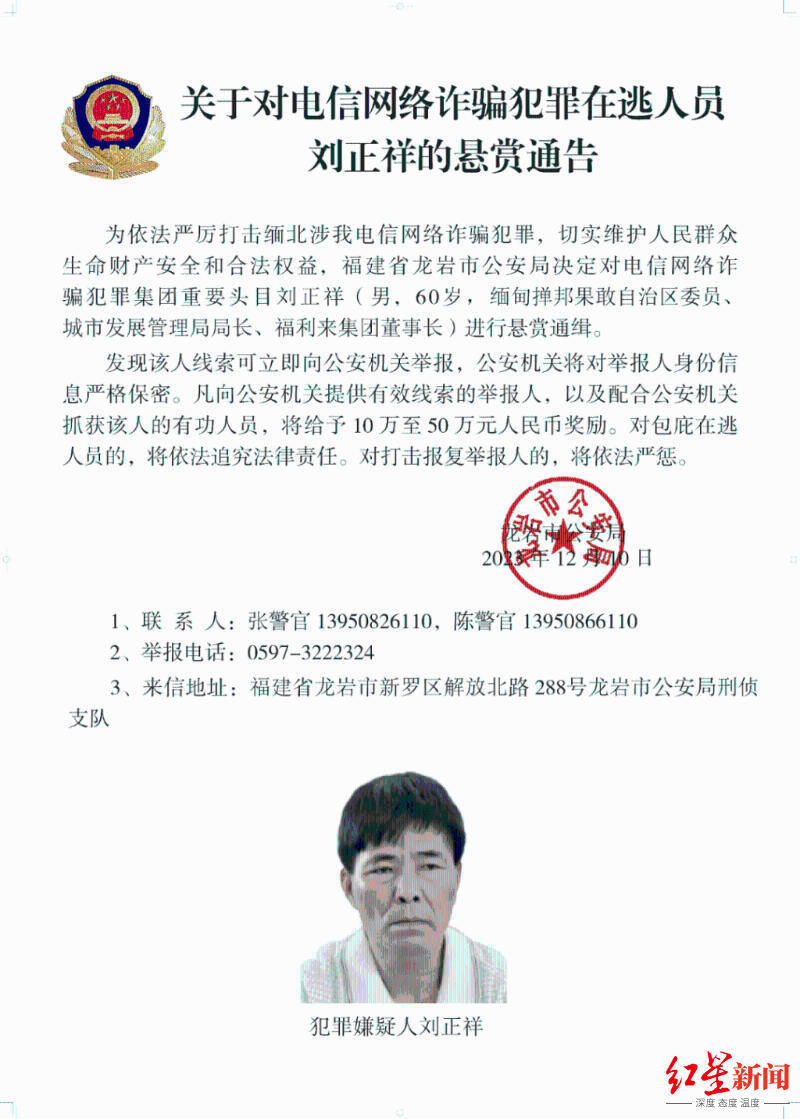 关于对电信网络诈骗犯罪在逃人员
刘正祥的悬赏通告
为依法严厉打击缅北涉我电信网络诈骗犯罪，切实维护人民群众
生命财产安全和合法权益，福建省龙岩市公安局决定对电信网络诈
骗犯罪集团重要头目刘正祥（男，60岁，缅甸掸邦果敢自治区委员、
城市发展管理局局长、福利来集团董事长）进行悬赏通缉。
发现该人线索可立即向公安机关举报，公安机关将对举报人身份信
息严格保密。凡向公安机关提供有效线索的举报人，以及配合公安机关
抓获该人的有功人员，将给予 10 万至 50 万元人民币奖励。对包庇在逃
人员的，将依法追究法律责任。对打击报复举报人的，将依法严惩。
龙岩市公安局
龙岩市公安局
2023 年 12 月 10 日
1、联 系 人：张警官 13950826110，陈警官 13950866110
2、举报电话：0597-3222324
3、来信地址：福建省龙岩市新罗区解放北路 288号龙岩市公安局刑侦
支队
犯罪嫌疑人刘正祥
红星新闻
深度 态度 温度